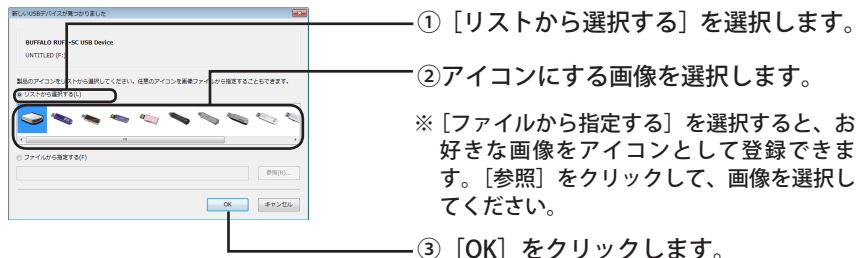 新しいUSBデバイスが見つかりました
BUFFALO RUF -SC USB Device
UNTITLED (F:)
製品のアイコンをリストから選択してください。任意のアイコンを画像ファイルから指定することもできます。
リストから選択する(L)
ファイルから指定する(F)
参照(R)...
OK
キャンセル
①［リストから選択する］を選択します。
②アイコンにする画像を選択します。
※［ファイルから指定する］を選択すると、お
好きな画像をアイコンとして登録できま
す。［参照］をクリックして、画像を選択し
てください。
③［OK］をクリックします。